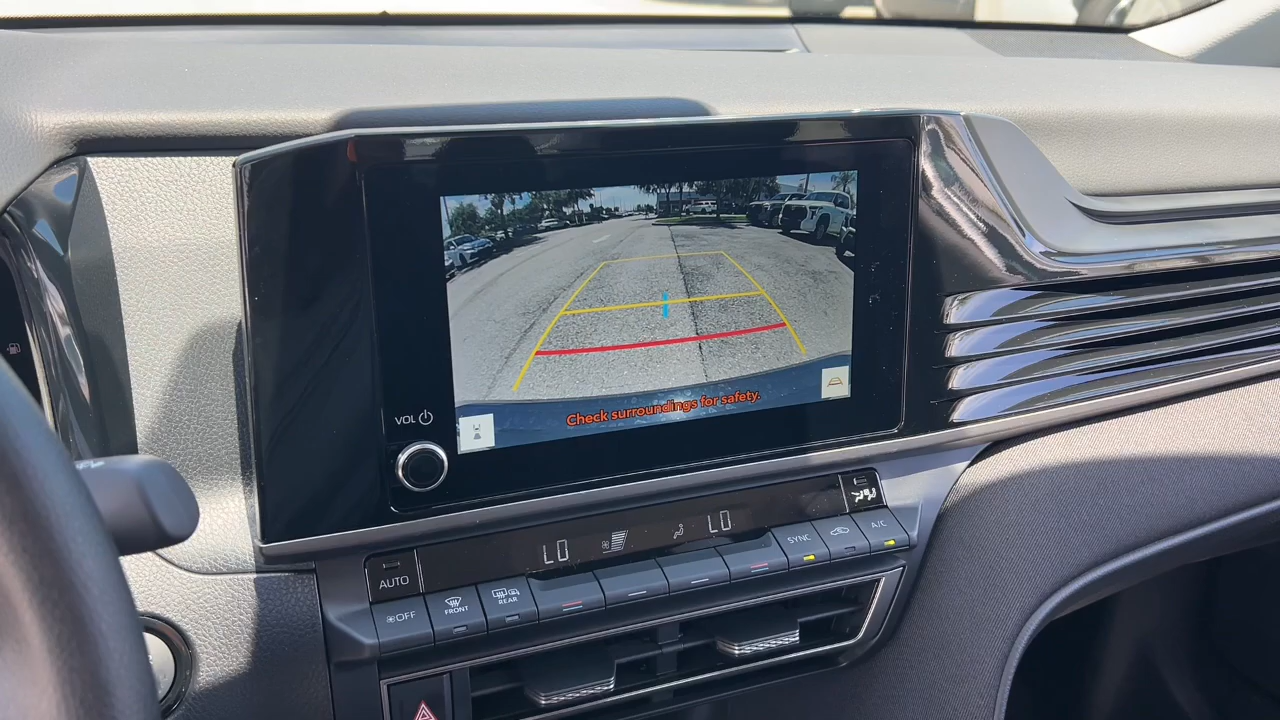 VOL
Check surroundings for safety.
LO
LO
AUTO
OFF
FRONT
REAR
SYNC
A/C